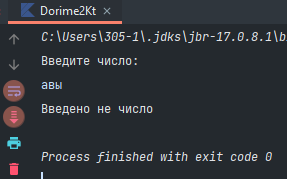 Dorime2Kt
C:\Users\305-1\.jdks\jbr-17.0.8.1\b
Введите число:
авы
Введено не число
Process finished with exit code 0